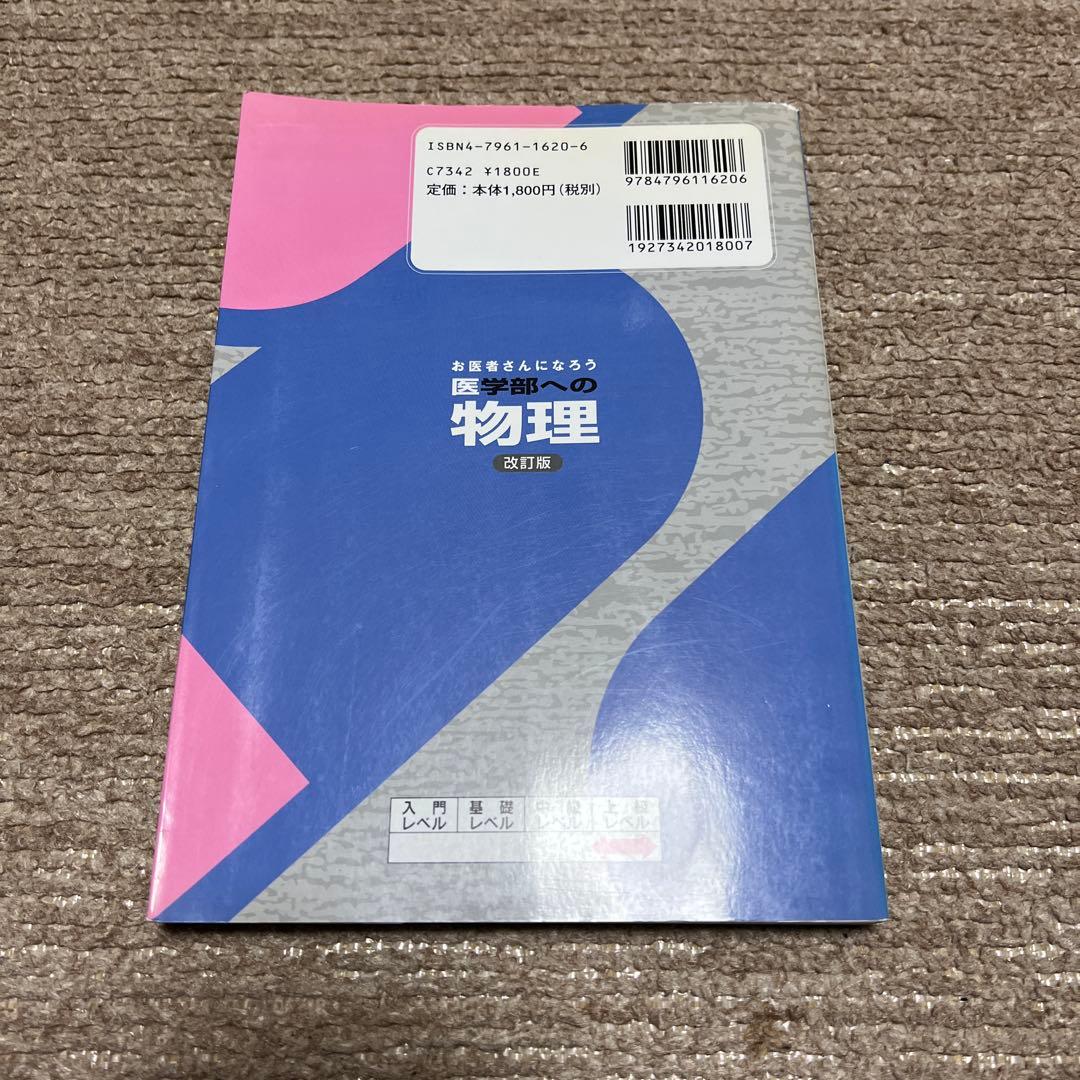 ISBN4-7961-1620-6
C7342 ¥1800E
定価：本体1,800円（税別）
9784796116206
1927342018007
お医者さんになろう
医学部への
物理
改訂版
入門 基礎 中級 上級
レベル レベル レベル レベル